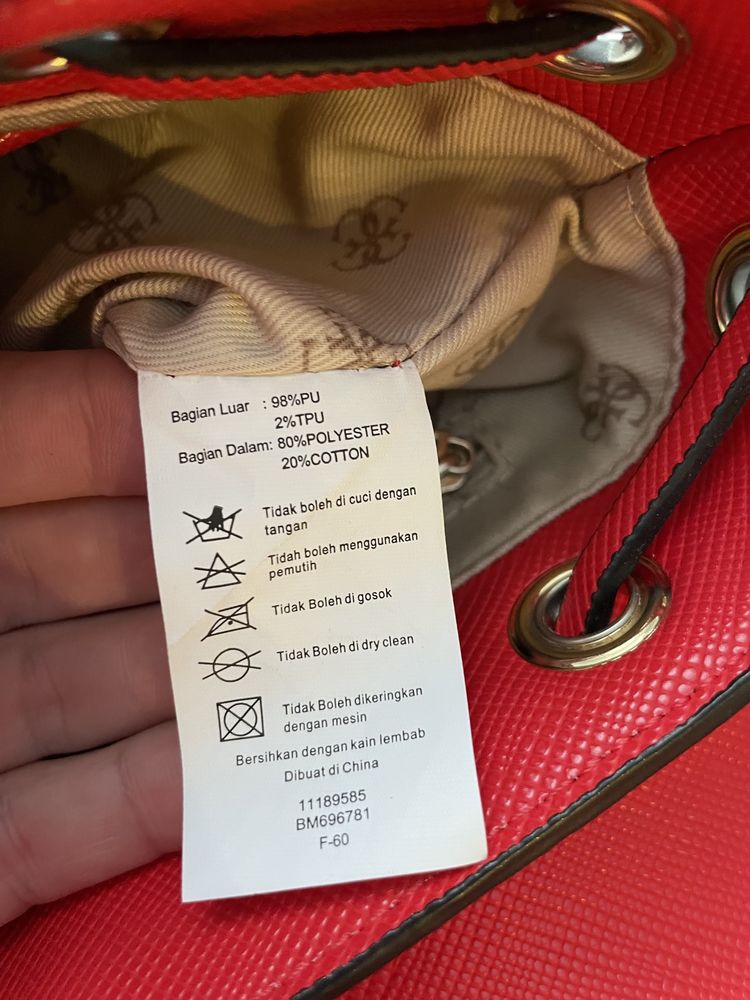 Bagian Luar : 98%PU
2%TPU
Bagian Dalam: 80%POLYESTER
20%COTTON
Tidak boleh di cuci dengan
tangan
Tidah boleh menggunakan
pemutih
Tidak Boleh di gosok
Tidak Boleh di dry clean
Tidak Boleh dikeringkan
dengan mesin
Bersihkan dengan kain lembab
Dibuat di China
11189585
BM696781
F-60